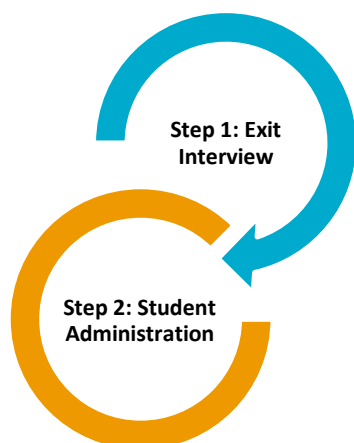 Step 1: Exit
Interview
Step 2: Student
Administration